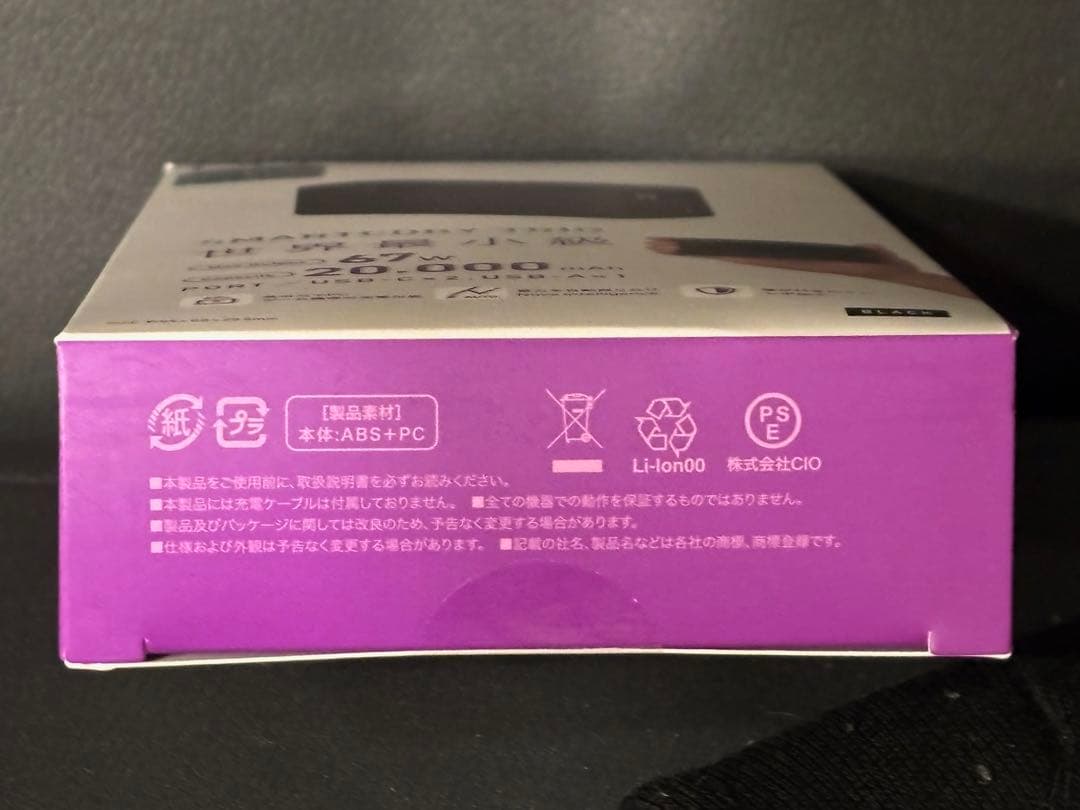 SMARTCOBY TRIO
世界最小級
67W
20,000mAh
PORT / USB-C×2 USB-A×1
AUTO
BLACK
紙
プラ
[製品素材]
本体:ABS+PC
Li-Ion00
PS
E
株式会社CIO
■本製品をご使用前に、取扱説明書を必ずお読みください。
■本製品には充電ケーブルは付属しておりません。 ■全ての機器での動作を保証するものではありません。
■製品及びパッケージに関しては改良のため、予告なく変更する場合があります。
■仕様および外観は予告なく変更する場合があります。 ■記載の社名、製品名などは各社の商標、商標登録です。